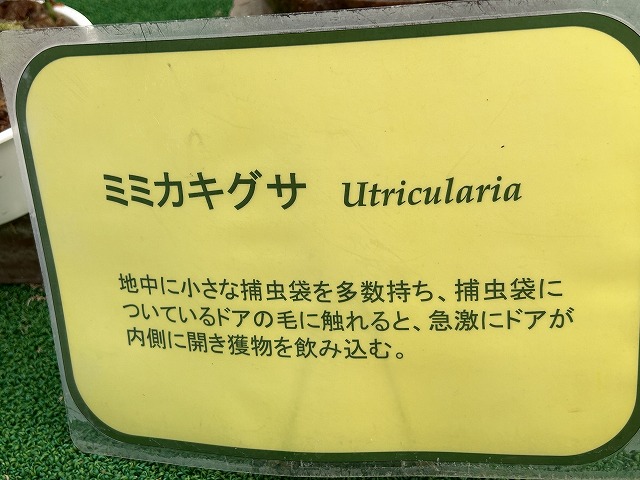 ミミカキグサ Utricularia
地中に小さな捕虫袋を多数持ち、捕虫袋に
ついているドアの毛に触れると、急激にドアが
内側に開き獲物を飲み込む。